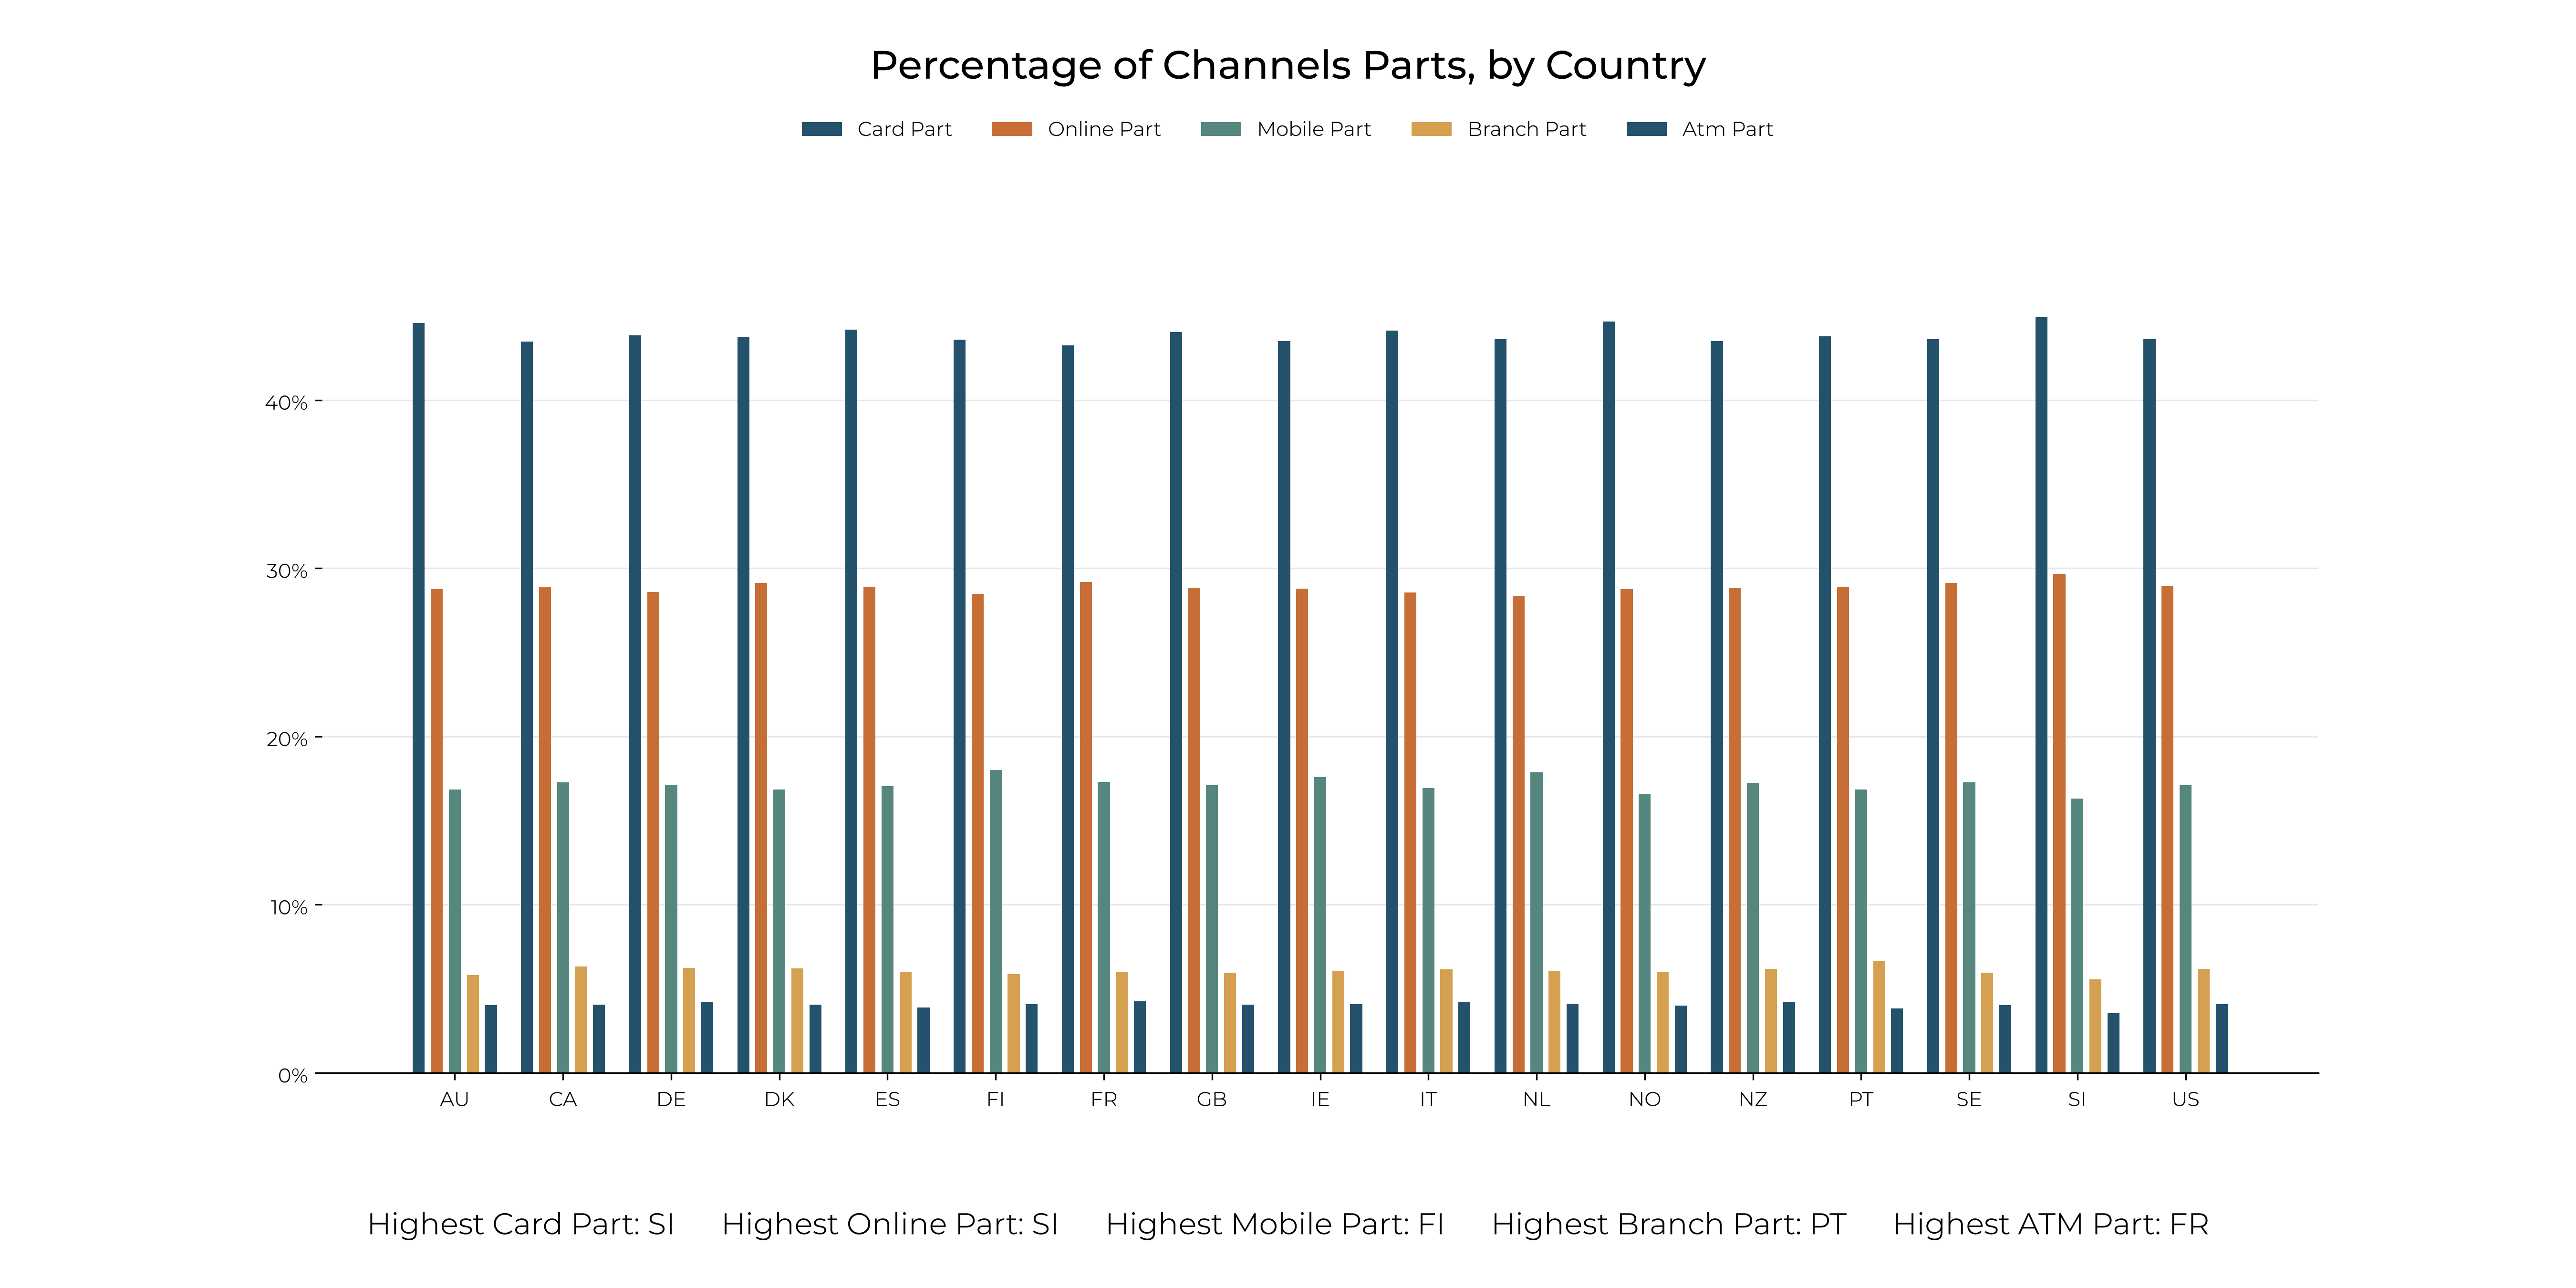 Percentage of Channels Parts, by Country
Card Part Online Part Mobile Part Branch Part Atm Part
40%
30%
20%
10%
0%
AU CA DE DK ES FI FR GB IE IT NL NO NZ PT SE SI US
Highest Card Part: SI Highest Online Part: SI Highest Mobile Part: FI Highest Branch Part: PT Highest ATM Part: FR